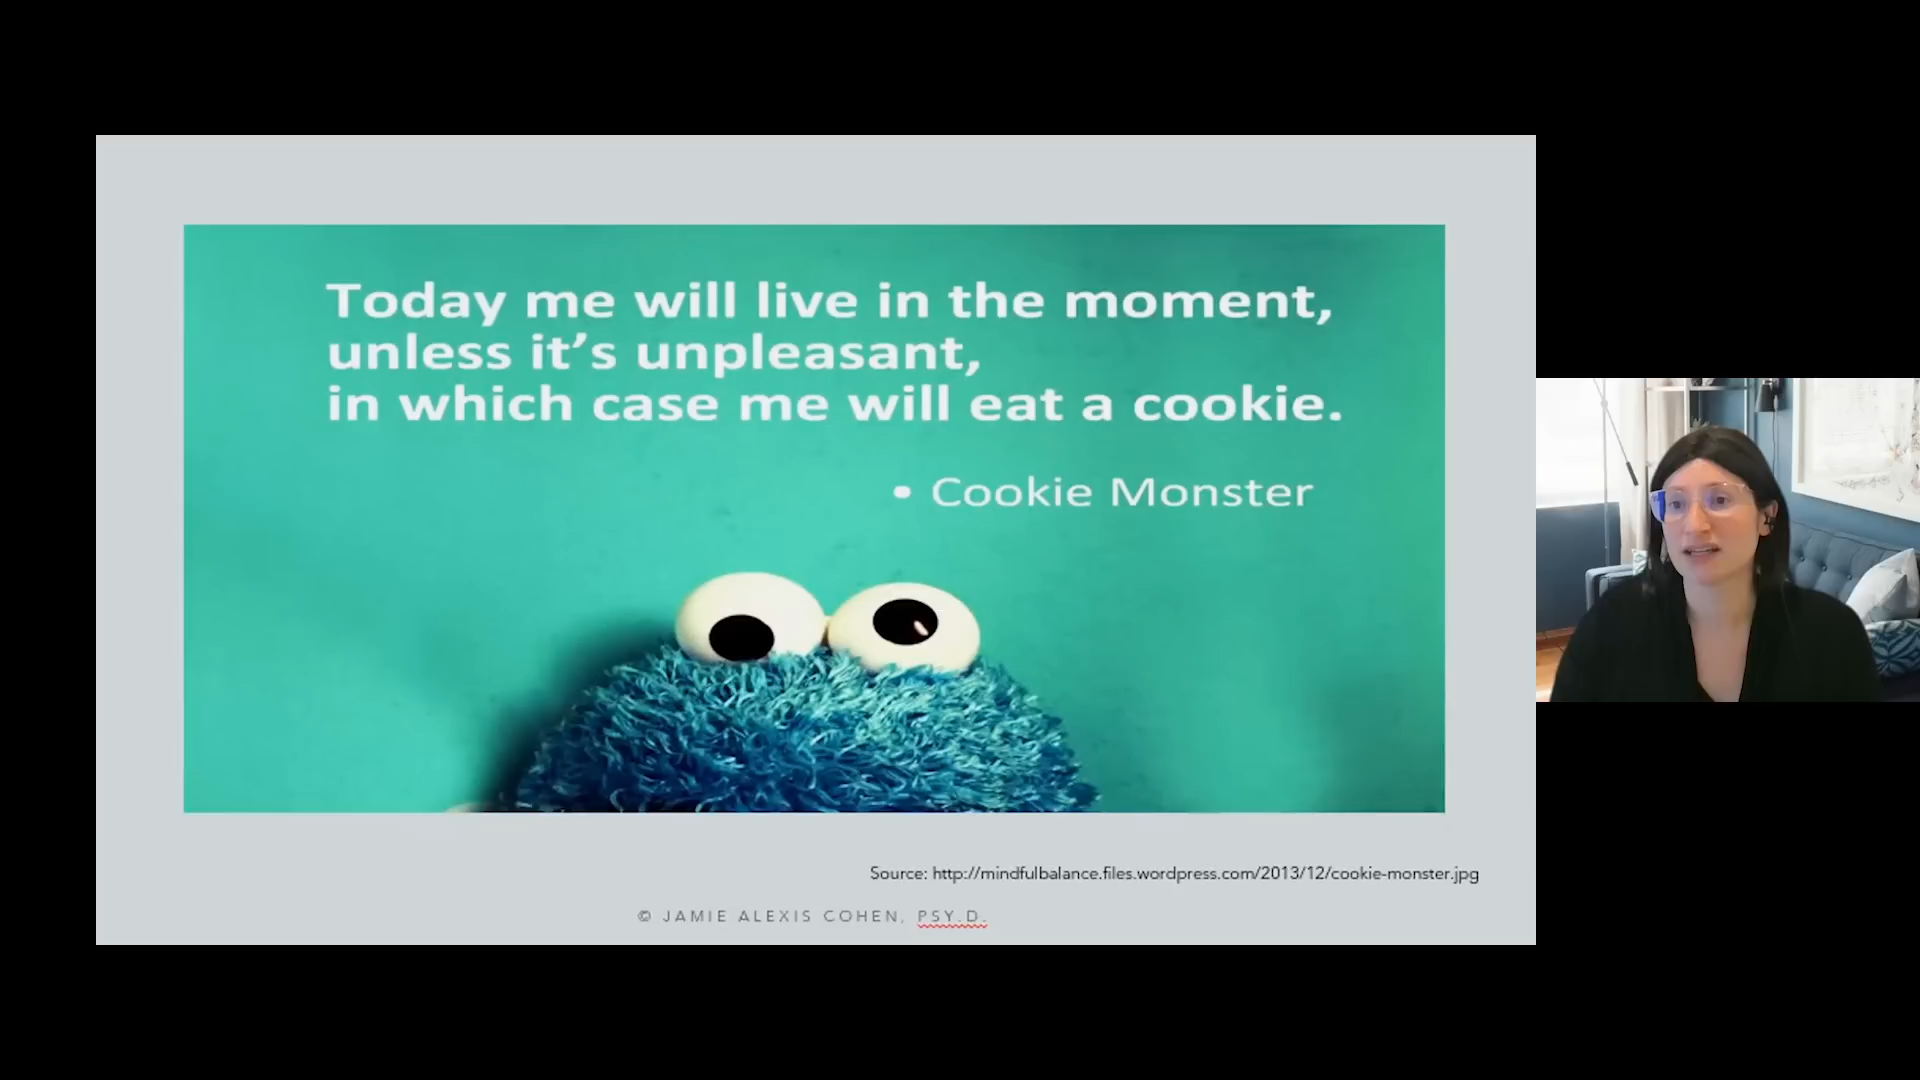 Today me will live in the moment,
unless it’s unpleasant,
in which case me will eat a cookie.
• Cookie Monster
Source: http://mindfulbalance.files.wordpress.com/2013/12/cookie-monster.jpg
© JAMIE ALEXIS COHEN, PSY.D.